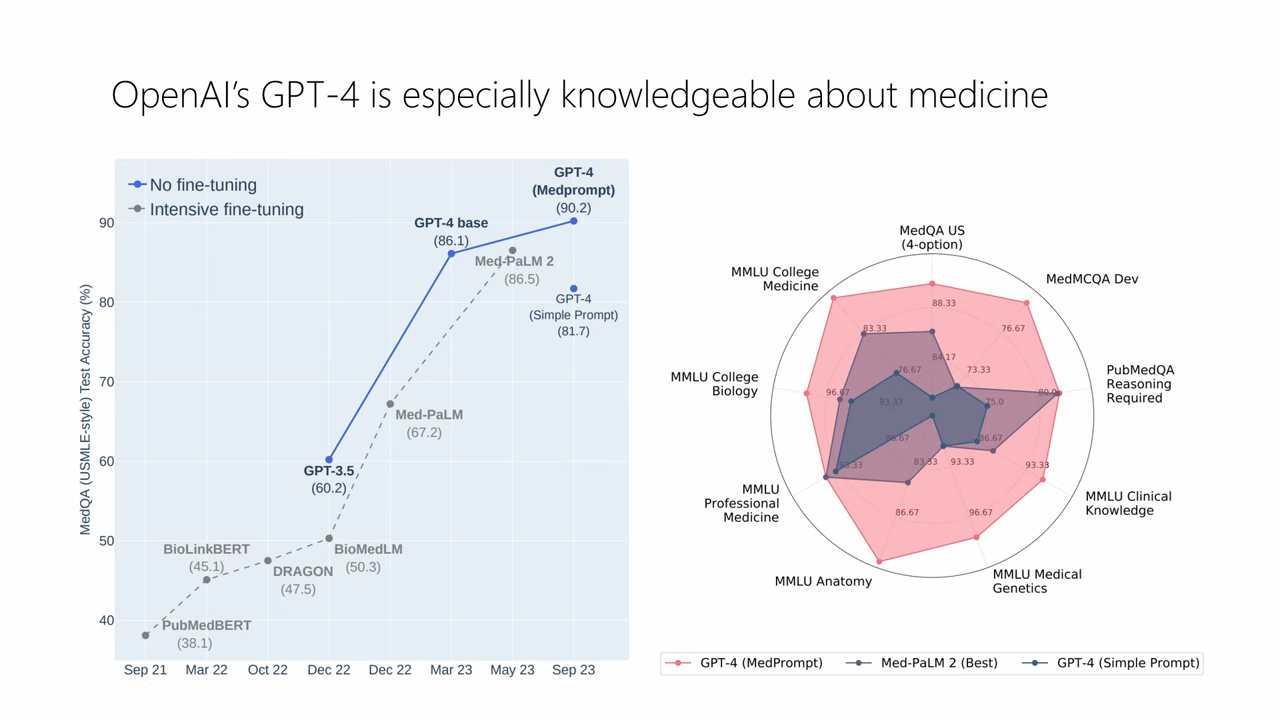 OpenAI's GPT-4 is especially knowledgeable about medicine
No fine-tuning
Intensive fine-tuning
MedQA (USMLE-style) Test Accuracy (%)
90
80
70
60
50
40
GPT-4
(Medprompt)
(90.2)
GPT-4 base
(86.1)
Med-PaLM 2
(86.5)
GPT-4
(Simple Prompt)
(81.7)
Med-PaLM
(67.2)
GPT-3.5
(60.2)
BioLinkBERT
(45.1)
DRAGON
(47.5)
BioMedLM
(50.3)
PubMedBERT
(38.1)
Sep 21 Mar 22 Oct 22 Dec 22 Dec 22 Mar 23 May 23 Sep 23
MedQA US
(4-option)
MedMCQA Dev
PubMedQA
Reasoning
Required
MMLU Clinical
Knowledge
MMLU Medical
Genetics
MMLU Anatomy
MMLU
Professional
Medicine
MMLU College
Biology
MMLU College
Medicine
88.33
84.17
76.67
73.33
80.0
75.0
93.33
86.67
96.67
93.33
86.67
83.33
86.67
96.67
93.33
83.33
76.67
GPT-4 (MedPrompt) Med-PaLM 2 (Best) GPT-4 (Simple Prompt)